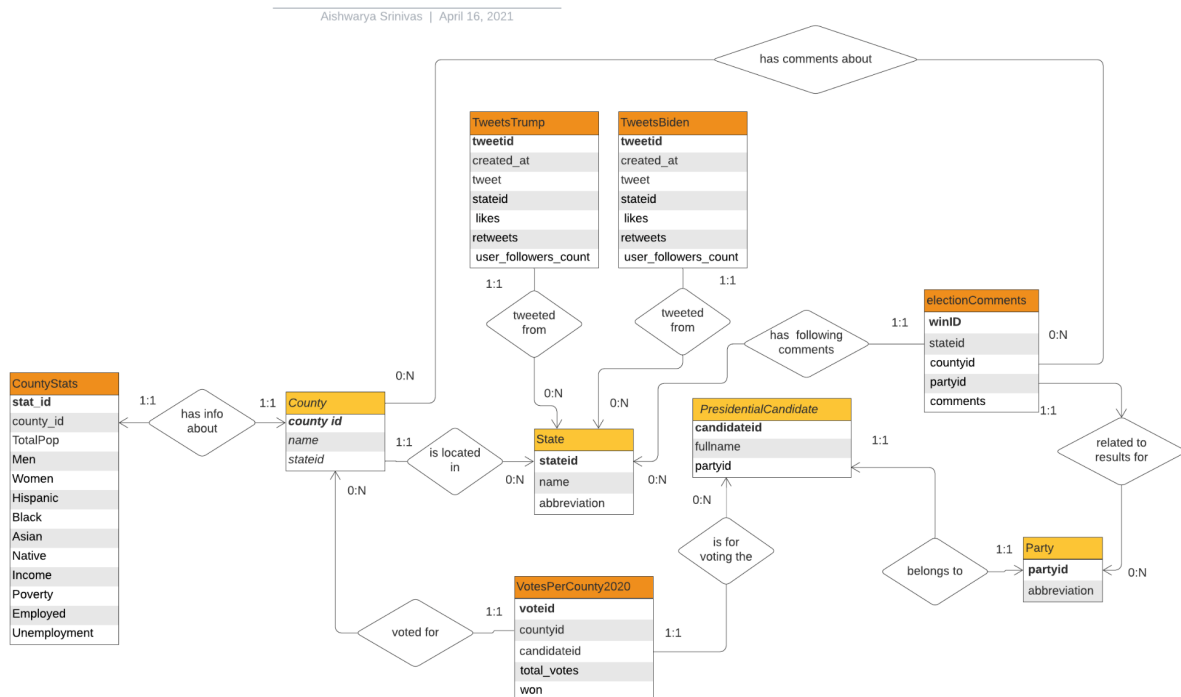 Aishwarya Srinivas | April 16, 2021
has comments about
TweetsTrump
tweetid
created_at
tweet
stateid
likes
retweets
user_followers_count
TweetsBiden
tweetid
created_at
tweet
stateid
likes
retweets
user_followers_count
1:1
1:1
tweeted
from
tweeted
from
has following
comments
1:1
electionComments
winID
stateid
countyid
partyid
comments
0:N
1:1
0:N
0:N
0:N
CountyStats
stat_id
county_id
TotalPop
Men
Women
Hispanic
Black
Asian
Native
Income
Poverty
Employed
Unemployment
1:1
has info
about
1:1
County
county id
name
stateid
1:1
is located
in
0:N
State
stateid
name
abbreviation
0:N
PresidentialCandidate
candidateid
fullname
partyid
1:1
related to
results for
0:N
0:N
is for
voting the
belongs to
1:1
Party
partyid
abbreviation
0:N
voted for
1:1
VotesPerCounty2020
voteid
countyid
candidateid
total_votes
won
1:1